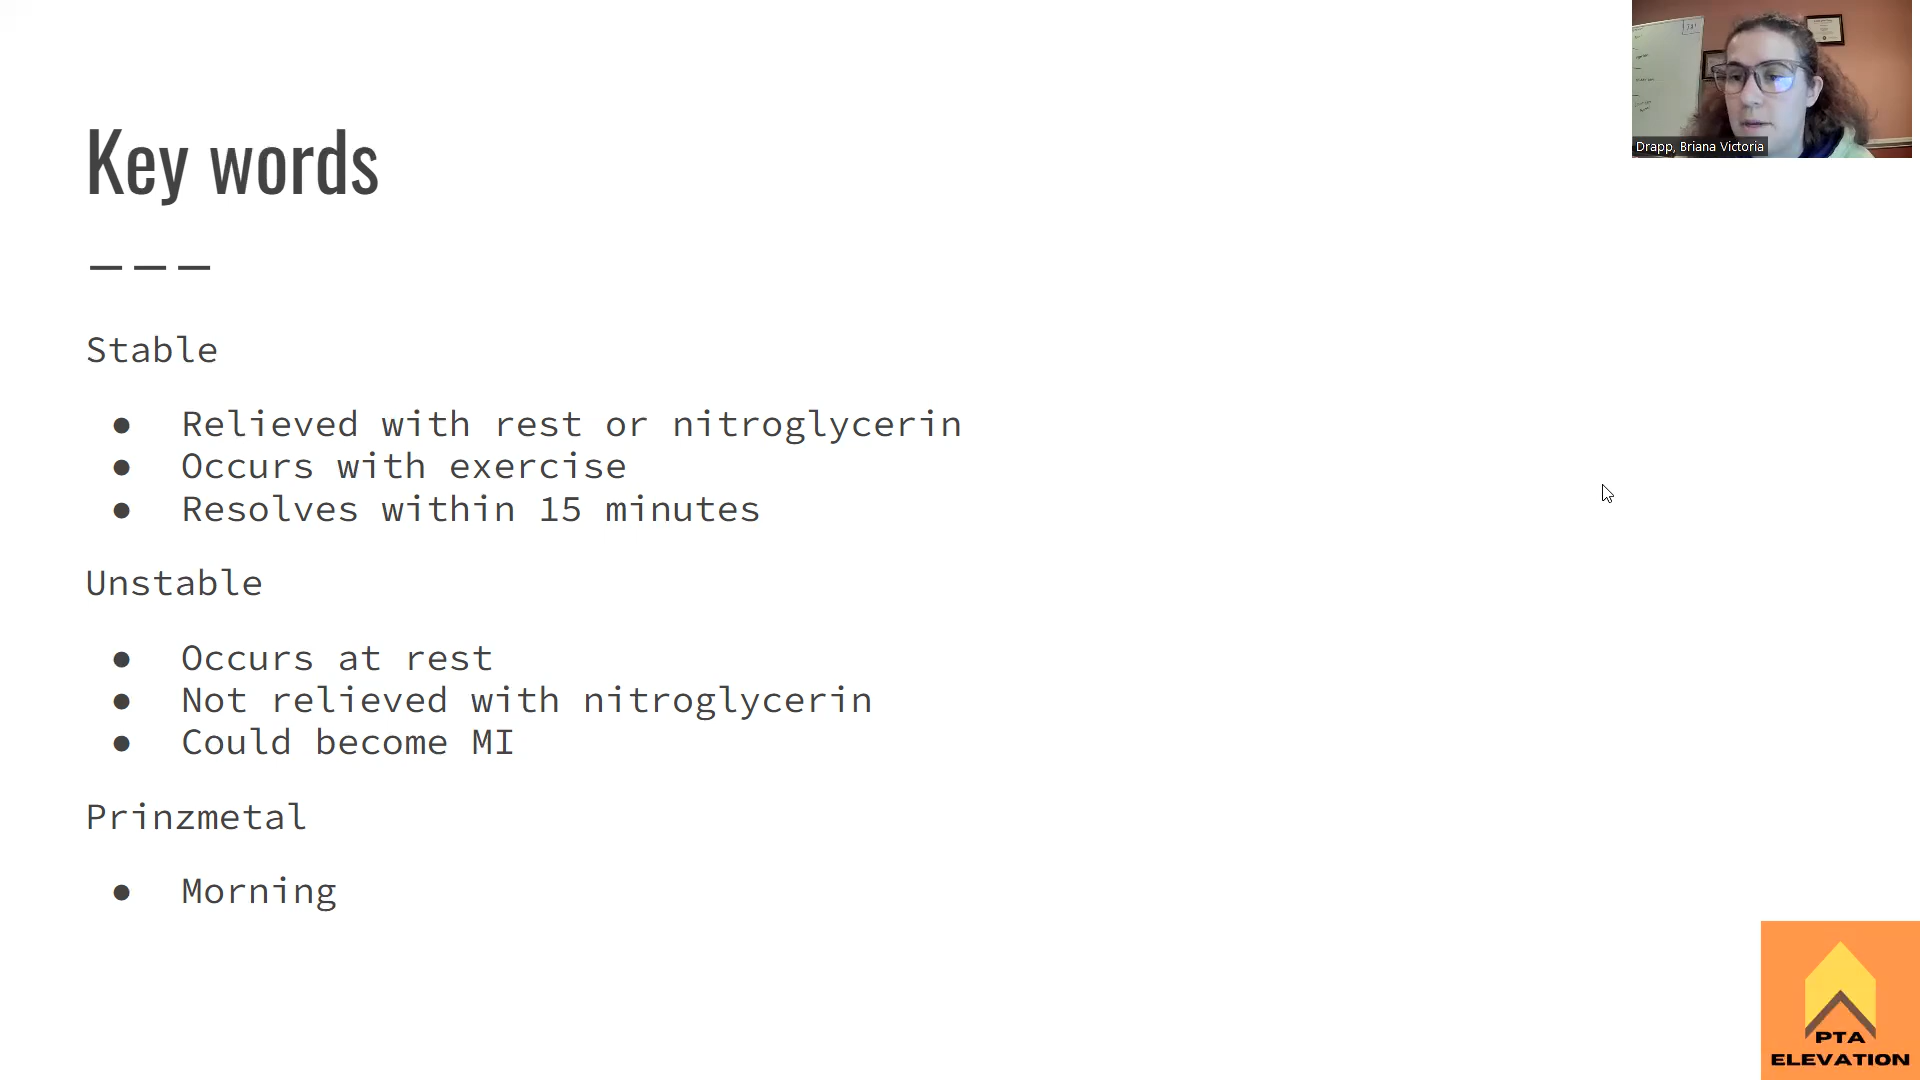 Key words
Stable
● Relieved with rest or nitroglycerin
● Occurs with exercise
● Resolves within 15 minutes
Unstable
● Occurs at rest
● Not relieved with nitroglycerin
● Could become MI
Prinzmetal
● Morning
Drapp, Briana Victoria
PTA
ELEVATION